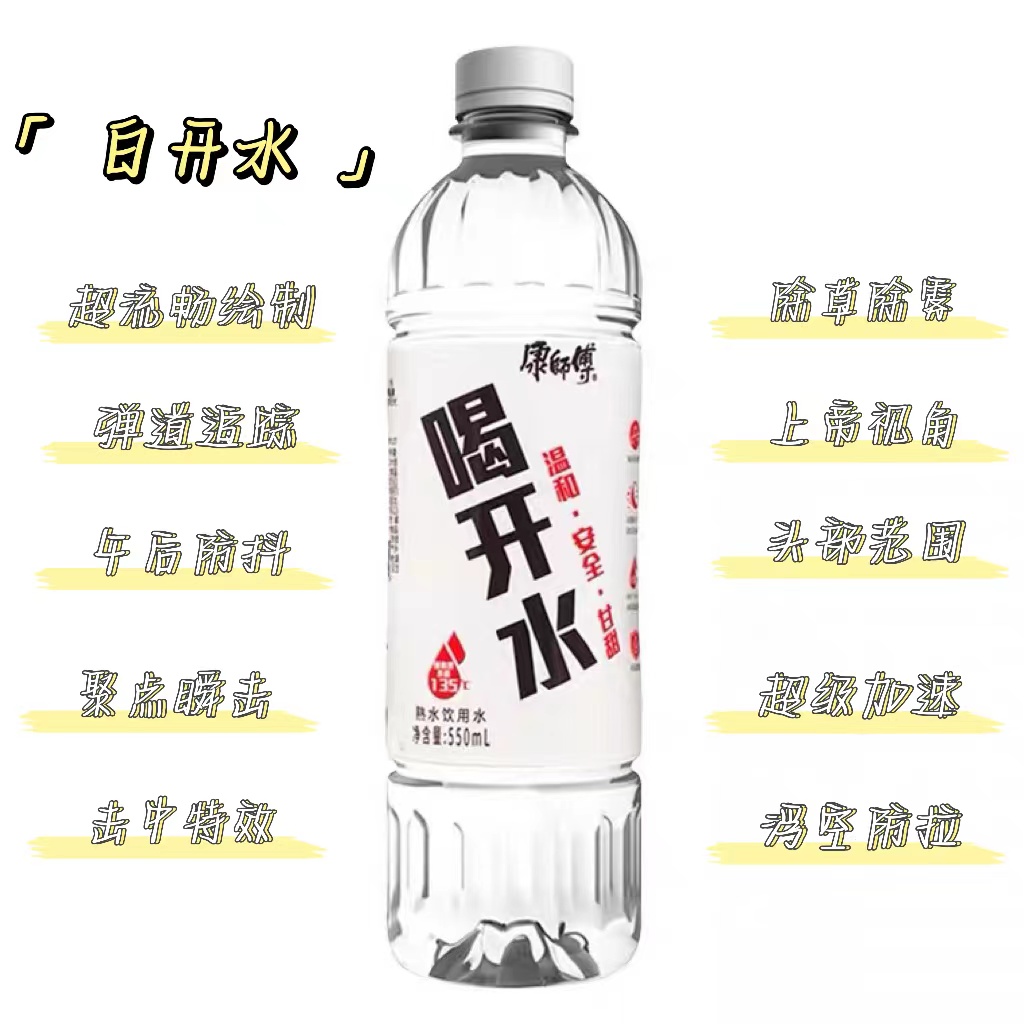 「 白开水 」
超流畅绘制
弹道追踪
午后防抖
聚点瞬击
击中特效
除草除雾
上帝视角
头部范围
超级加速
冯空防拉
康師傅
喝开水
温和·安全·甘甜
135℃
熟水饮用水
净含量:550mL